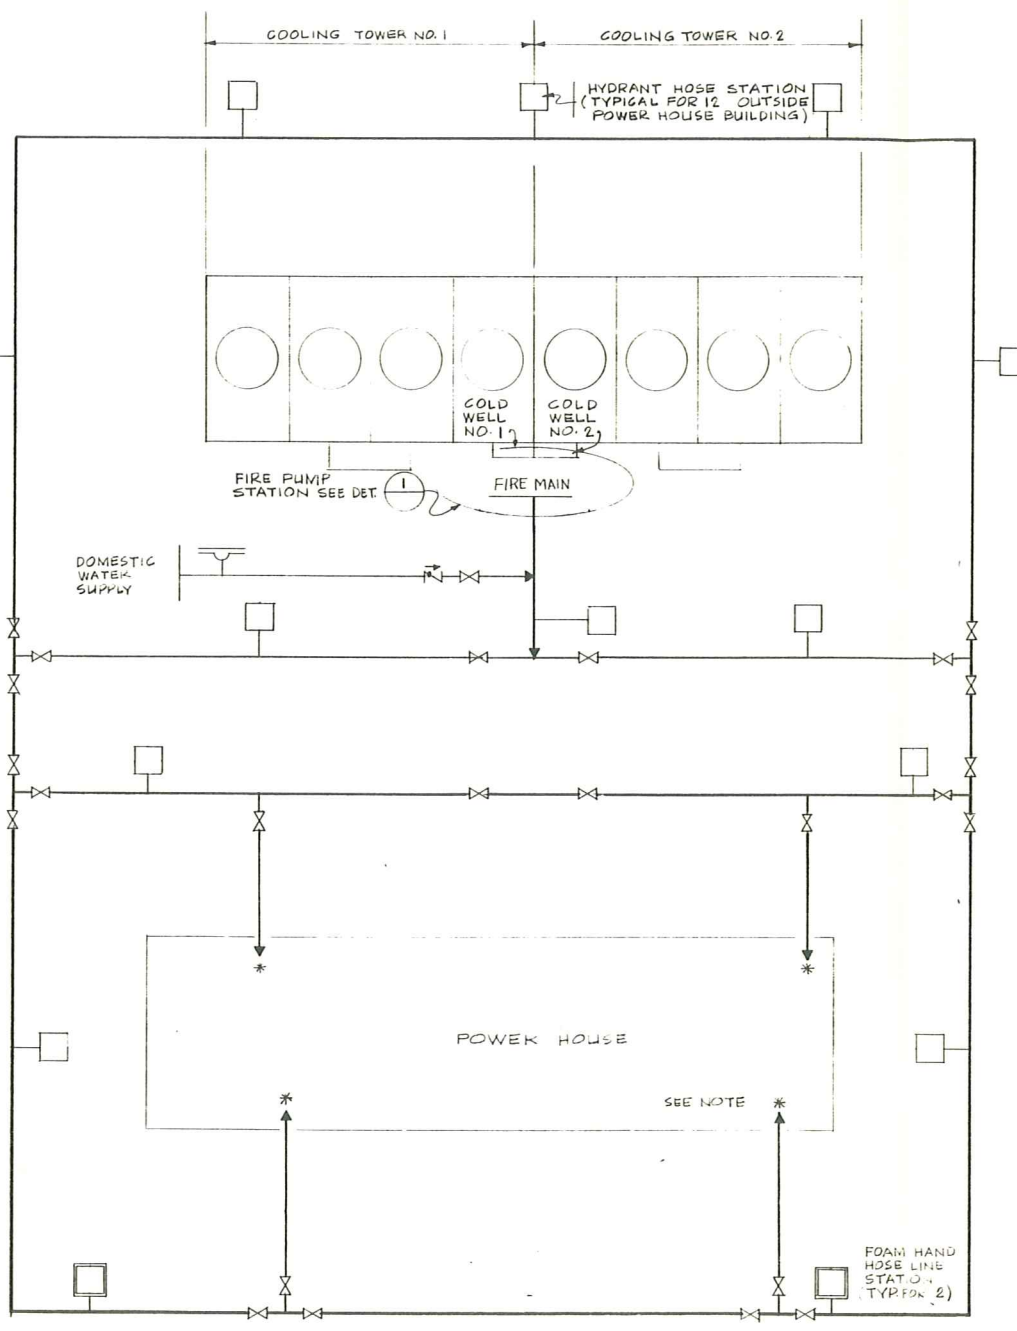 COOLING TOWER NO.1
COOLING TOWER NO.2
HYDRANT HOSE STATION
(TYPICAL FOR 12 OUTSIDE
POWER HOUSE BUILDING)
COLD
WELL
NO. 1
COLD
WELL
NO. 2
FIRE PUMP
STATION SEE DET.
1
FIRE MAIN
DOMESTIC
WATER
SUPPLY
POWER HOUSE
SEE NOTE
FOAM HAND
HOSE LINE
STATION
(TYP. FOR 2)